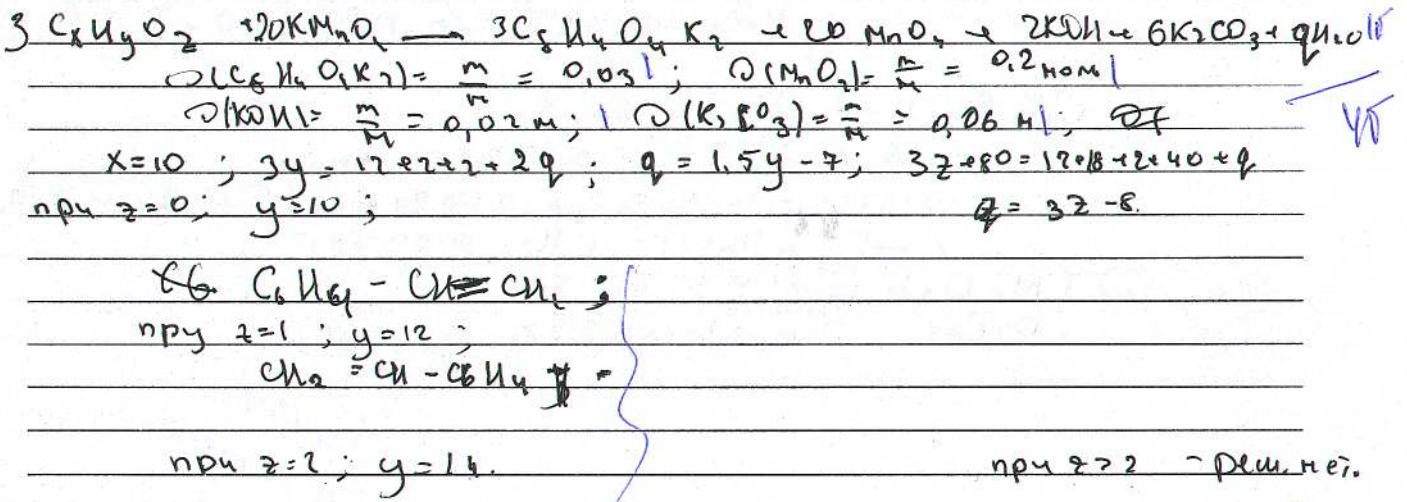 3 CxHyOz + 20KMnO4 — 3C8H4O4K2 + 20 MnO2 + 2KOH + 6K2CO3 + qH2O 1б
ν(C8H4O4K2) = m/M = 0,03 | ; ν(MnO2) = m/M = 0,2 моль |
ν(KOH) = m/M = 0,02 м ; | ν(K2CO3) = m/M = 0,06 м | ; 4б
x=10 ; 3y = 12+2+2+2q ; q = 1,5y - 7 ; 3z+80 = 12+18+2+40+q
при z=0 ; y=10 ; q = 3z - 8.
C6H4 - CH=CH2 ;
при z=1 ; y=12 ;
CH2 = CH - C6H4 -
при z=2 ; y=14. при z>2 - реш. нет.